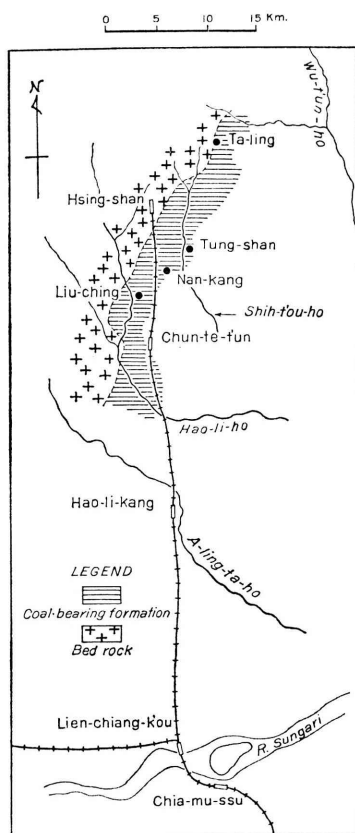 0 5 10 15 Km.
N
Wu-t'un-ho
Ta-ling
Hsing-shan
Tung-shan
Nan-kang
Liu-ching
Shih-t'ou-ho
Chun-te-t'un
Hao-li-ho
Hao-li-kang
A-ling-ta-ho
LEGEND
Coal-bearing formation
Bed rock
Lien-chiang-k'ou
R. Sungari
Chia-mu-ssu